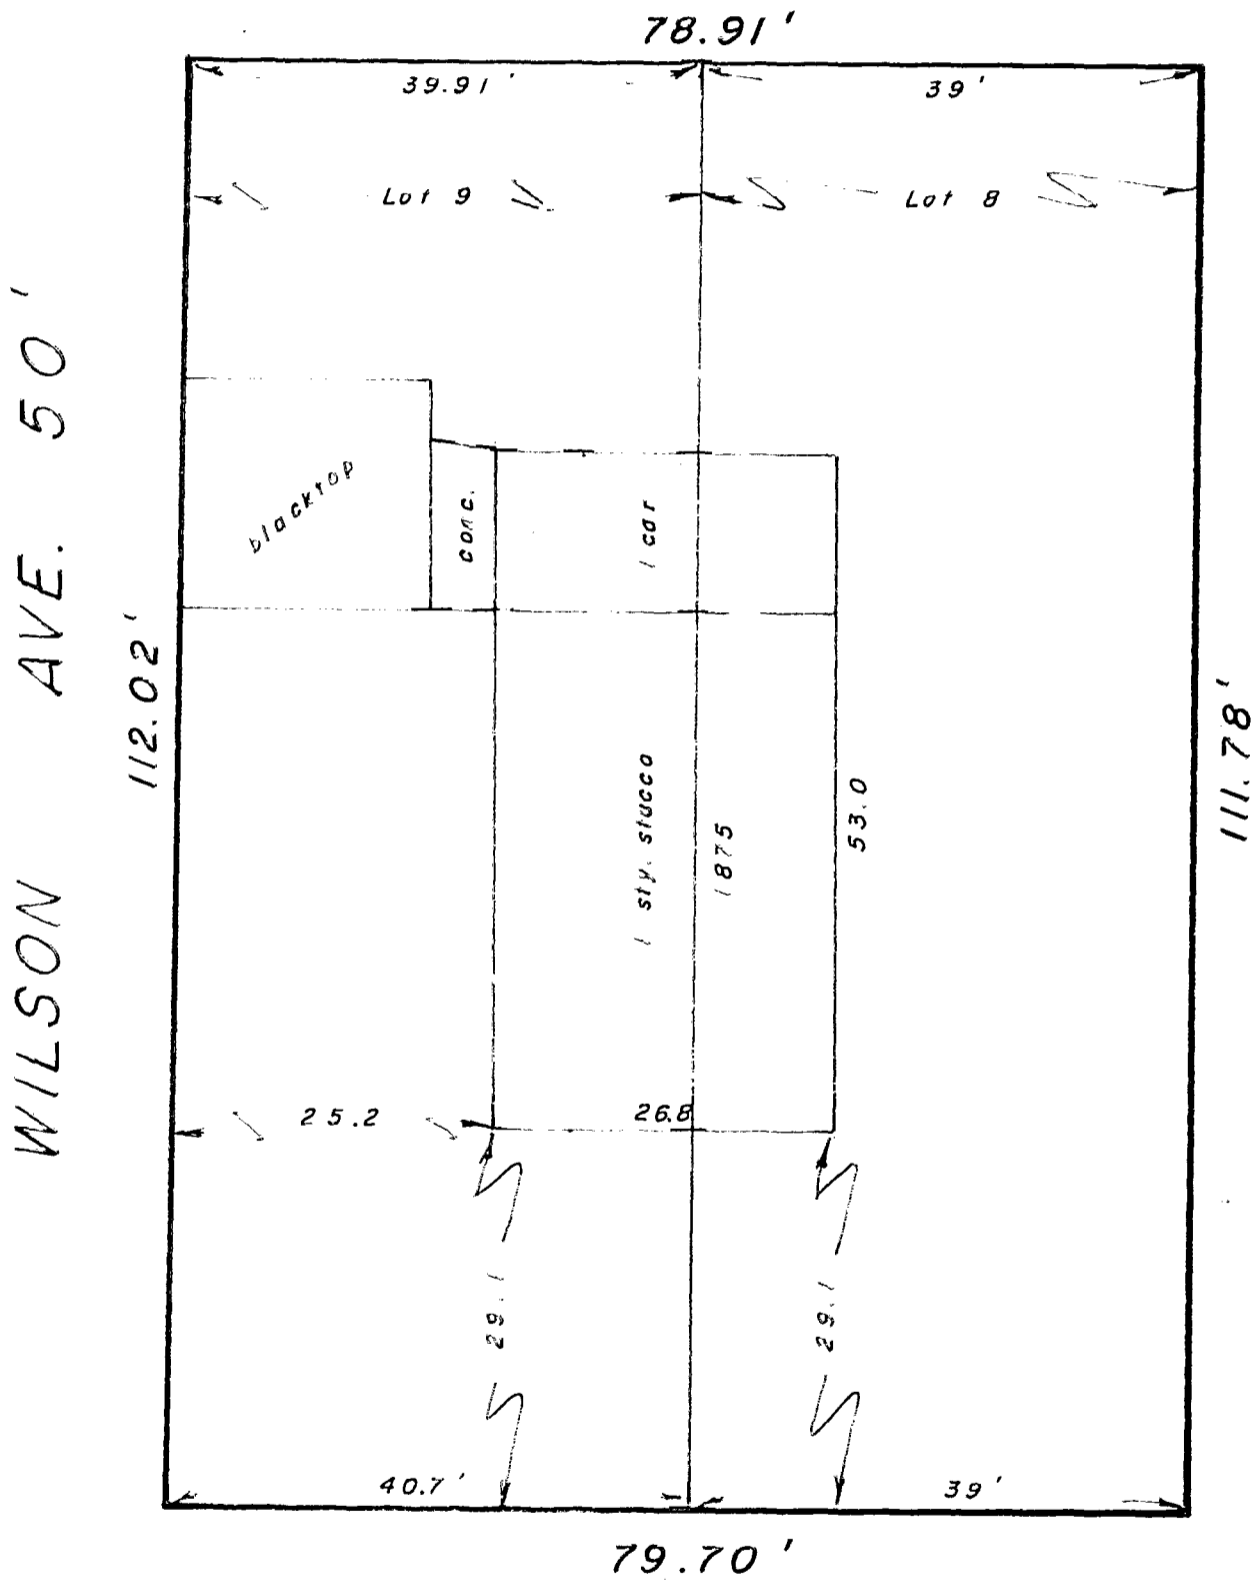 78.91'
39.91'
39'
Lot 9
Lot 8
WILSON AVE. 50'
blacktop
conc.
1 car
112.02'
111.78'
1 sty. stucco
1875
53.0
25.2
26.8
29.1
29.1
40.7'
39'
79.70'